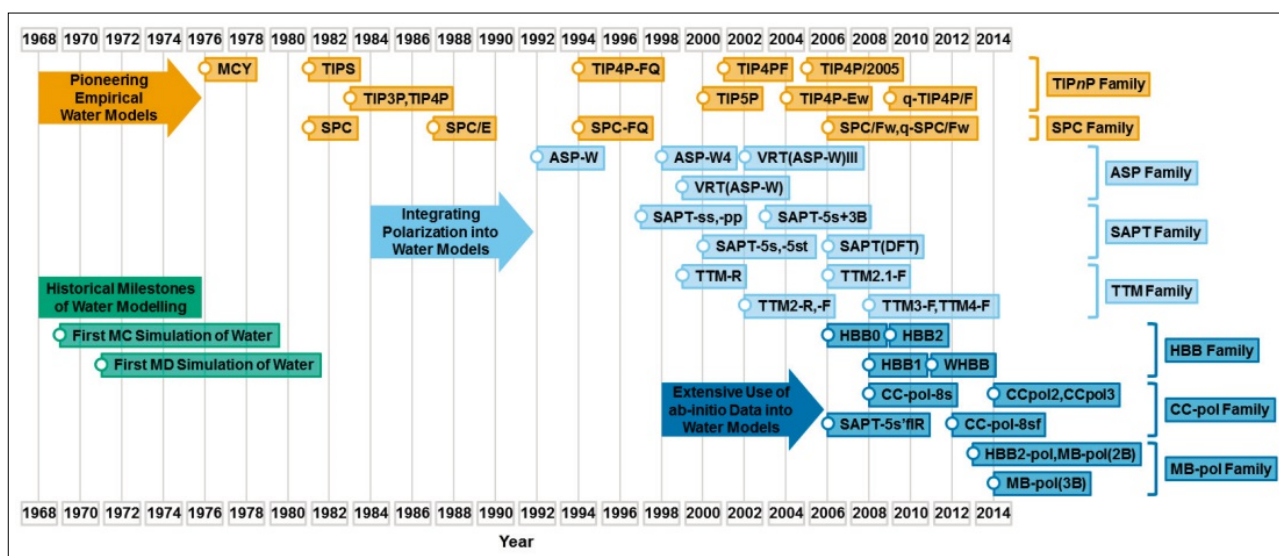 1968 1970 1972 1974 1976 1978 1980 1982 1984 1986 1988 1990 1992 1994 1996 1998 2000 2002 2004 2006 2008 2010 2012 2014
Pioneering
Empirical
Water Models
MCY
TIPS
TIP4P-FQ
TIP4PF
TIP4P/2005
TIP3P,TIP4P
TIP5P
TIP4P-Ew
q-TIP4P/F
TIPnP Family
SPC
SPC/E
SPC-FQ
SPC/Fw,q-SPC/Fw
SPC Family
Integrating
Polarization into
Water Models
ASP-W
ASP-W4
VRT(ASP-W)III
VRT(ASP-W)
ASP Family
SAPT-ss,-pp
SAPT-5s+3B
SAPT-5s,-5st
SAPT(DFT)
SAPT Family
TTM-R
TTM2.1-F
TTM2-R,-F
TTM3-F,TTM4-F
TTM Family
Historical Milestones
of Water Modelling
First MC Simulation of Water
First MD Simulation of Water
Extensive Use of
ab-initio Data into
Water Models
HBB0
HBB2
HBB1
WHBB
HBB Family
CC-pol-8s
CCpol2,CCpol3
SAPT-5s'fIR
CC-pol-8sf
CC-pol Family
HBB2-pol,MB-pol(2B)
MB-pol(3B)
MB-pol Family
1968 1970 1972 1974 1976 1978 1980 1982 1984 1986 1988 1990 1992 1994 1996 1998 2000 2002 2004 2006 2008 2010 2012 2014
Year